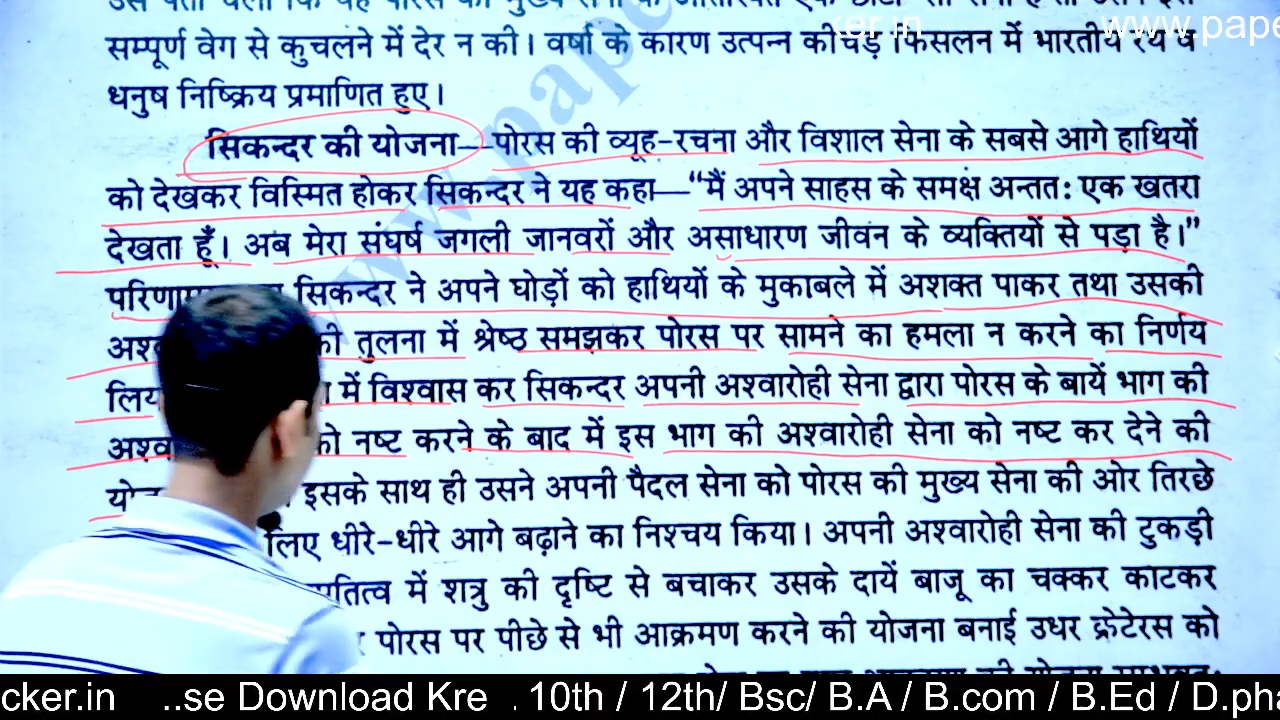 ker.in www.pape
सम्पूर्ण वेग से कुचलने में देर न की। वर्षा के कारण उत्पन्न कीचड़ फिसलन में भारतीय रथ व
धनुष निष्क्रिय प्रमाणित हुए।
सिकन्दर की योजना—पोरस की व्यूह-रचना और विशाल सेना के सबसे आगे हाथियों
को देखकर विस्मित होकर सिकन्दर ने यह कहा—“मैं अपने साहस के समक्ष अन्ततः एक खतरा
देखता हूँ। अब मेरा संघर्ष जगली जानवरों और असाधारण जीवन के व्यक्तियों से पड़ा है।”
सिकन्दर ने अपने घोड़ों को हाथियों के मुकाबले में अशक्त पाकर तथा उसकी
की तुलना में श्रेष्ठ समझकर पोरस पर सामने का हमला न करने का निर्णय
में विश्वास कर सिकन्दर अपनी अश्वारोही सेना द्वारा पोरस के बायें भाग की
को नष्ट करने के बाद में इस भाग की अश्वारोही सेना को नष्ट कर देने की
इसके साथ ही उसने अपनी पैदल सेना को पोरस की मुख्य सेना की ओर तिरछे
लिए धीरे-धीरे आगे बढ़ाने का निश्चय किया। अपनी अश्वारोही सेना की टुकड़ी
में शत्रु की दृष्टि से बचाकर उसके दायें बाजू का चक्कर काटकर
पोरस पर पीछे से भी आक्रमण करने की योजना बनाई उधर क्रेटेरस को
cker.in ..se Download Kre . 10th / 12th/ Bsc/ B.A / B.com / B.Ed / D.pha